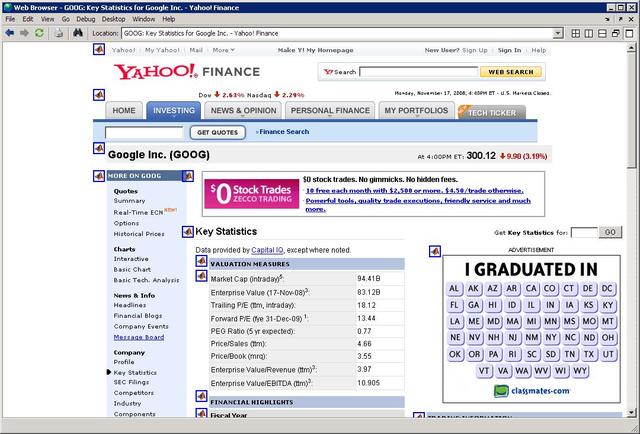 Web Browser - GOOG: Key Statistics for Google Inc. - Yahoo! Finance
File Edit View Go Debug Desktop Window Help
Location: GOOG: Key Statistics for Google Inc. - Yahoo! Finance
Yahoo! My Yahoo! Mail More Make Y! My Homepage New User? Sign Up Sign In Help
YAHOO! FINANCE
Y! Search WEB SEARCH
Dow 2.63% Nasdaq 2.29%
Monday, November 17, 2008, 4:40PM ET - U.S. Markets Closed.
HOME INVESTING NEWS & OPINION PERSONAL FINANCE MY PORTFOLIOS TECH TICKER
GET QUOTES » Finance Search
Google Inc. (GOOG) At 4:00PM ET: 300.12 9.90 (3.19%)
MORE ON GOOG
Quotes
Summary
Real-Time ECN NEW!
Options
Historical Prices
Charts
Interactive
Basic Chart
Basic Tech. Analysis
News & Info
Headlines
Financial Blogs
Company Events
Message Board
Company
Profile
Key Statistics
SEC Filings
Competitors
Industry
Components
$0 Stock Trades
ZECCO TRADING
$0 stock trades. No gimmicks. No hidden fees.
10 free each month with $2,500 or more, $4.50/trade otherwise.
Powerful tools, quality trade executions, friendly service and much
more.
Key Statistics
Get Key Statistics for: GO
Data provided by Capital IQ, except where noted.
VALUATION MEASURES
Market Cap (intraday)5: 94.41B
Enterprise Value (17-Nov-08)3: 83.12B
Trailing P/E (ttm, intraday): 18.12
Forward P/E (fye 31-Dec-09) 1: 13.44
PEG Ratio (5 yr expected): 0.77
Price/Sales (ttm): 4.66
Price/Book (mrq): 3.55
Enterprise Value/Revenue (ttm)3: 3.97
Enterprise Value/EBITDA (ttm)3: 10.905
FINANCIAL HIGHLIGHTS
Fiscal Year
ADVERTISEMENT
I GRADUATED IN
AL AK AZ AR CA CO CT DE DC
FL GA HI ID IL IN IA KS KY
LA ME MD MA MI MN MS MO MT
NE NV NH NJ NM NY NC ND OH
OK OR PA RI SC SD TN TX UT
VT VA WA WV WI WY
classmates.com
TRADING INFORMATION